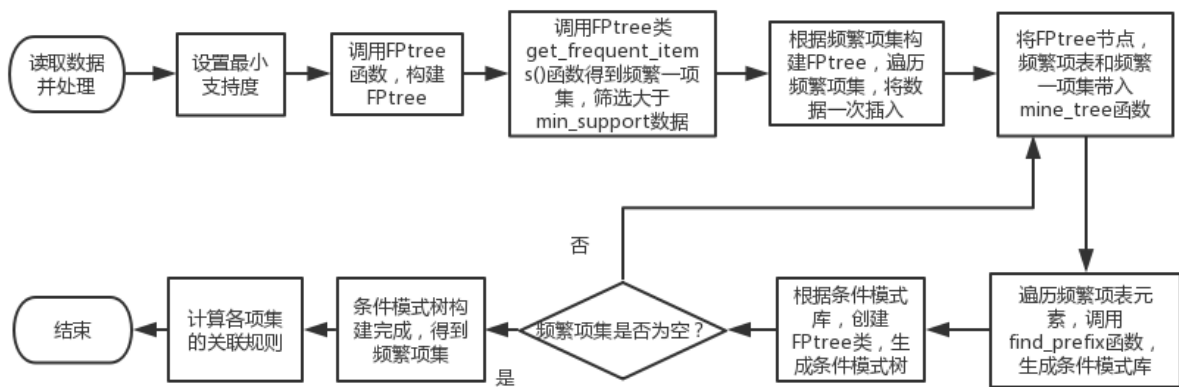 读取数据
并处理
设置最小
支持度
调用FPtree
函数，构建
FPtree
调用FPtree类
get_frequent_item
s()函数得到频繁一项
集，筛选大于
min_support数据
根据频繁项集构
建FPtree，遍历
频繁项集，将数
据一次插入
将FPtree节点，
频繁项表和频繁
一项集带入
mine_tree函数
遍历频繁项表元
素，调用
find_prefix函数，
生成条件模式库
根据条件模式
库，创建
FPtree类，生
成条件模式树
频繁项集是否为空？
否
是
条件模式树构
建完成，得到
频繁项集
计算各项集
的关联规则
结束